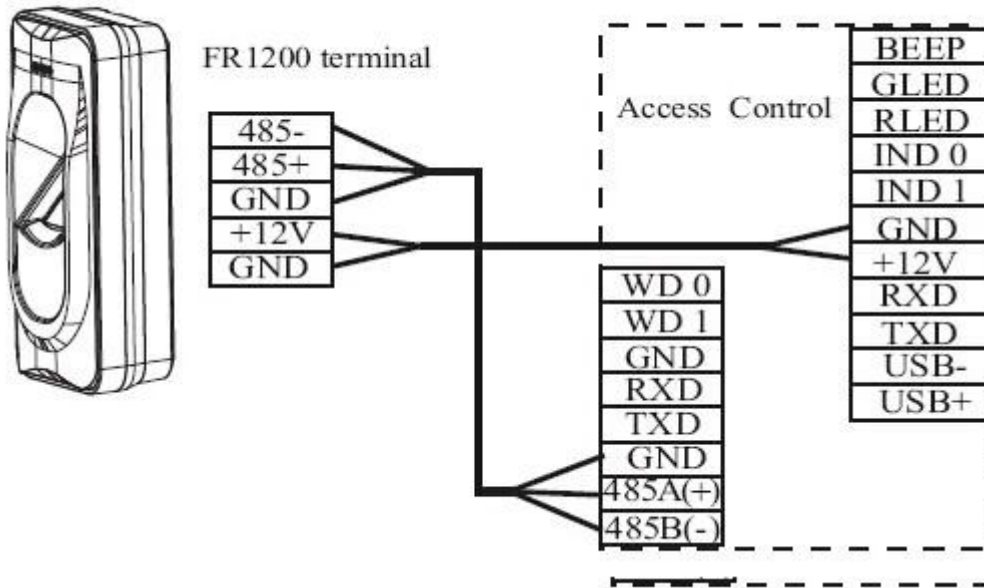 FR1200 terminal
485-
485+
GND
+12V
GND
Access Control
BEEP
GLED
RLED
IND 0
IND 1
GND
+12V
RXD
TXD
USB-
USB+
WD 0
WD 1
GND
RXD
TXD
GND
485A(+)
485B(-)